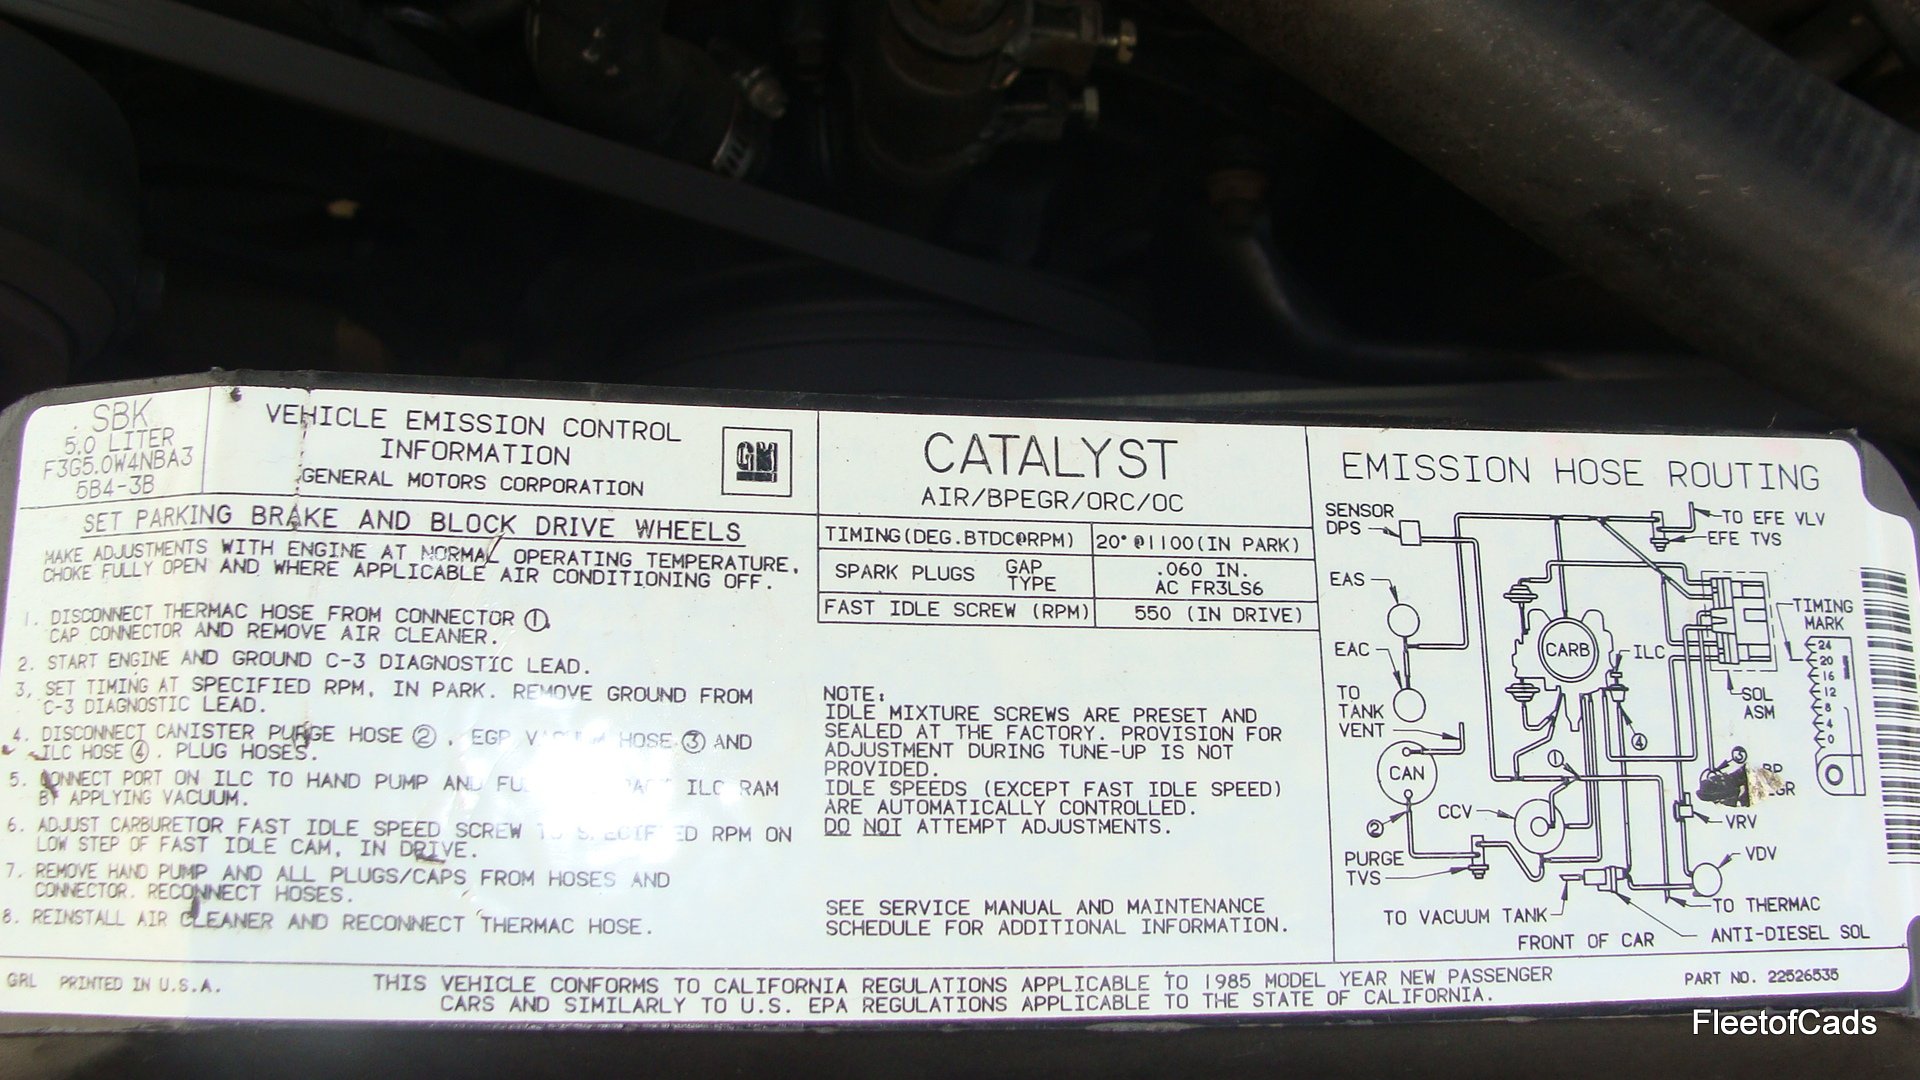 SBK
5.0 LITER
F3G5.0W4NBA3
5B4-3B
VEHICLE EMISSION CONTROL
INFORMATION
GENERAL MOTORS CORPORATION
GM
SET PARKING BRAKE AND BLOCK DRIVE WHEELS
MAKE ADJUSTMENTS WITH ENGINE AT NORMAL OPERATING TEMPERATURE,
CHOKE FULLY OPEN AND WHERE APPLICABLE AIR CONDITIONING OFF.
1. DISCONNECT THERMAC HOSE FROM CONNECTOR ①,
CAP CONNECTOR AND REMOVE AIR CLEANER.
2. START ENGINE AND GROUND C-3 DIAGNOSTIC LEAD.
3. SET TIMING AT SPECIFIED RPM, IN PARK. REMOVE GROUND FROM
C-3 DIAGNOSTIC LEAD.
4. DISCONNECT CANISTER PURGE HOSE ②, EGR HOSE ③ AND
ILC HOSE ④. PLUG HOSES.
5. CONNECT PORT ON ILC TO HAND PUMP AND ILC RAM
BY APPLYING VACUUM.
6. ADJUST CARBURETOR FAST IDLE SPEED SCREW TO SPECIFIED RPM ON
LOW STEP OF FAST IDLE CAM, IN DRIVE.
7. REMOVE HAND PUMP AND ALL PLUGS/CAPS FROM HOSES AND
CONNECTOR. RECONNECT HOSES.
8. REINSTALL AIR CLEANER AND RECONNECT THERMAC HOSE.
CATALYST
AIR/BPEGR/ORC/OC
TIMING(DEG.BTDC@RPM) 20° @1100(IN PARK)
SPARK PLUGS GAP .060 IN.
TYPE AC FR3LS6
FAST IDLE SCREW (RPM) 550 (IN DRIVE)
NOTE:
IDLE MIXTURE SCREWS ARE PRESET AND
SEALED AT THE FACTORY. PROVISION FOR
ADJUSTMENT DURING TUNE-UP IS NOT
PROVIDED.
IDLE SPEEDS (EXCEPT FAST IDLE SPEED)
ARE AUTOMATICALLY CONTROLLED.
DO NOT ATTEMPT ADJUSTMENTS.
SEE SERVICE MANUAL AND MAINTENANCE
SCHEDULE FOR ADDITIONAL INFORMATION.
EMISSION HOSE ROUTING
SENSOR
DPS
TO EFE VLV
EFE TVS
EAS
TIMING
MARK
EAC
CARB
ILC
24
20
16
12
8
4
0
TO
TANK
VENT
SOL
ASM
④
①
③
CAN
CCV
②
VRV
PURGE
TVS
VDV
TO VACUUM TANK
TO THERMAC
FRONT OF CAR
ANTI-DIESEL SOL
GRL PRINTED IN U.S.A.
THIS VEHICLE CONFORMS TO CALIFORNIA REGULATIONS APPLICABLE TO 1985 MODEL YEAR NEW PASSENGER
CARS AND SIMILARLY TO U.S. EPA REGULATIONS APPLICABLE TO THE STATE OF CALIFORNIA.
PART NO. 22526535
FleetofCads